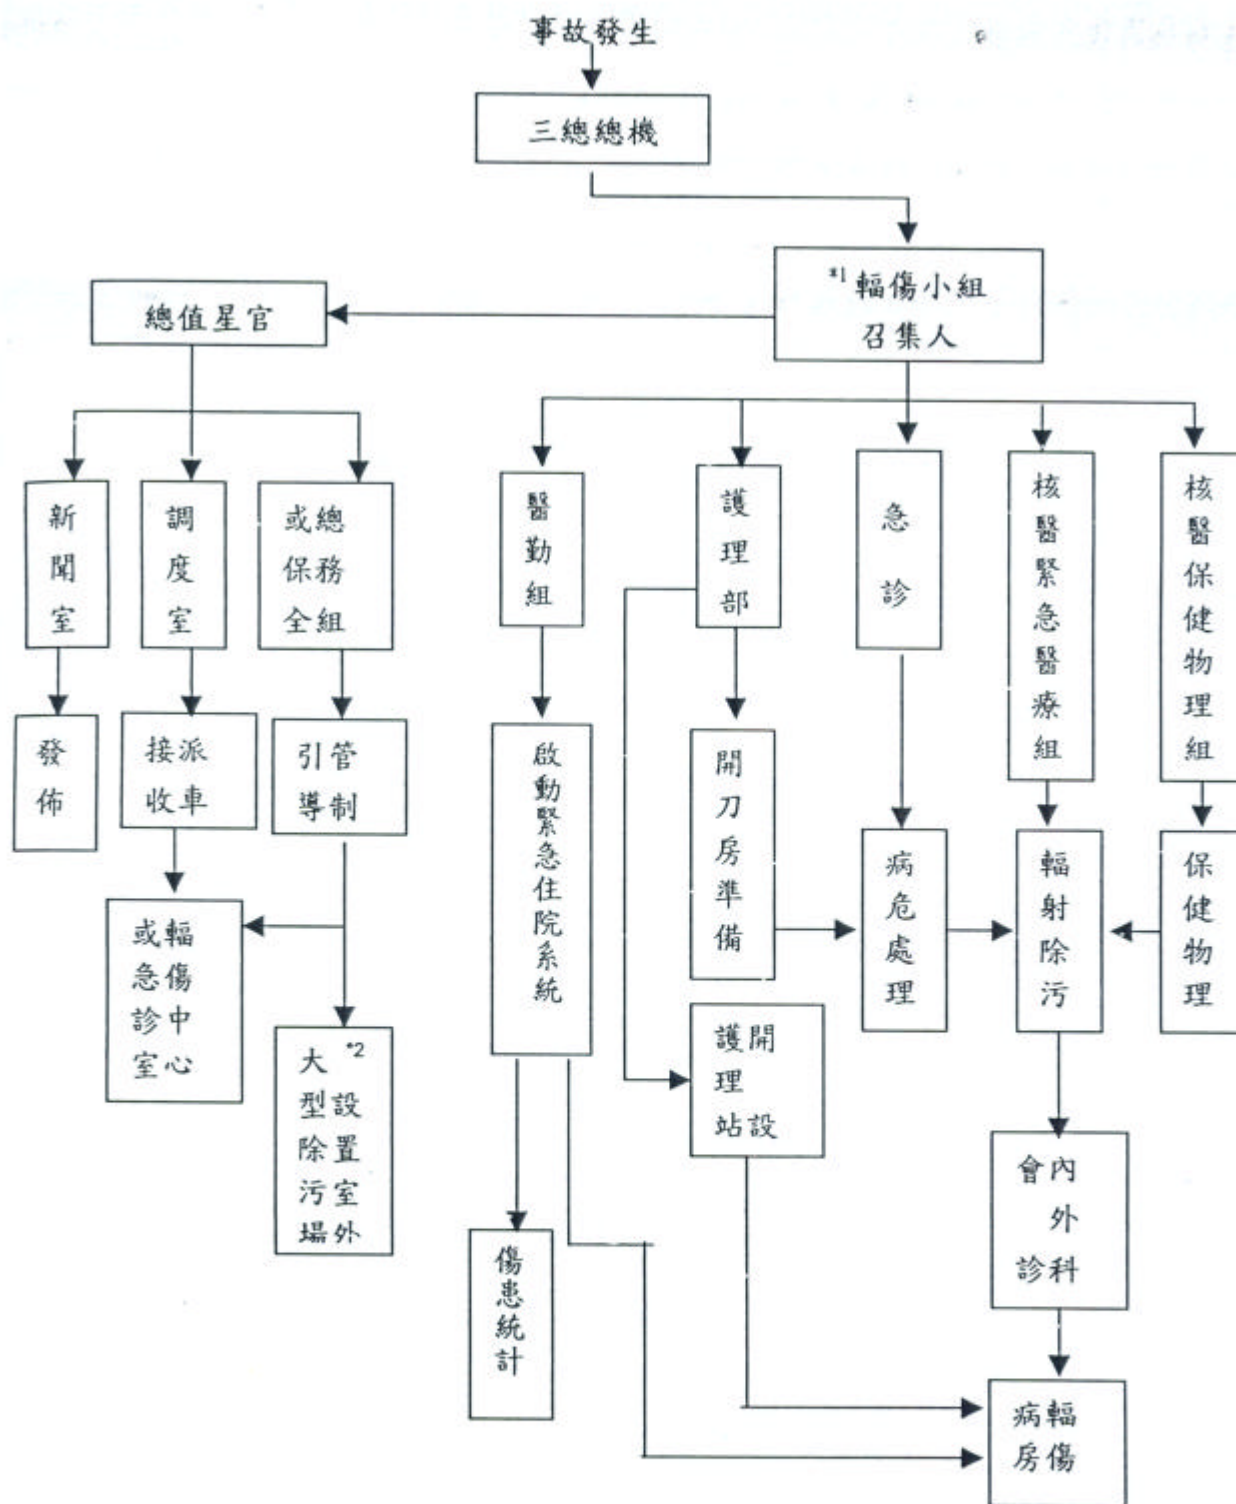 事故發生
三總總機
*1輻傷小組
召集人
總值星官
新聞室
調度室
總務組
或保全
醫勤組
護理部
急診
核醫緊急醫療組
核醫保健物理組
發佈
派車
接收
管制
引導
啟動緊急住院系統
開刀房準備
病危處理
輻射除污
保健物理
輻傷中心
或急診室
*2
設置室外
大型除污場
開設
護理站
傷患統計
內外科
會診
輻傷
病房